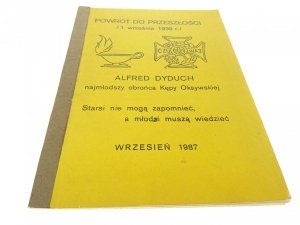 POWRÓT DO PRZESZŁOŚCI
/1 września 1939 r./
ALFRED DYDUCH
najmłodszy obrońca Kępy Oksywskiej
Starsi nie mogą zapomnieć,
a młodzi muszą wiedzieć
WRZESIEŃ 1987